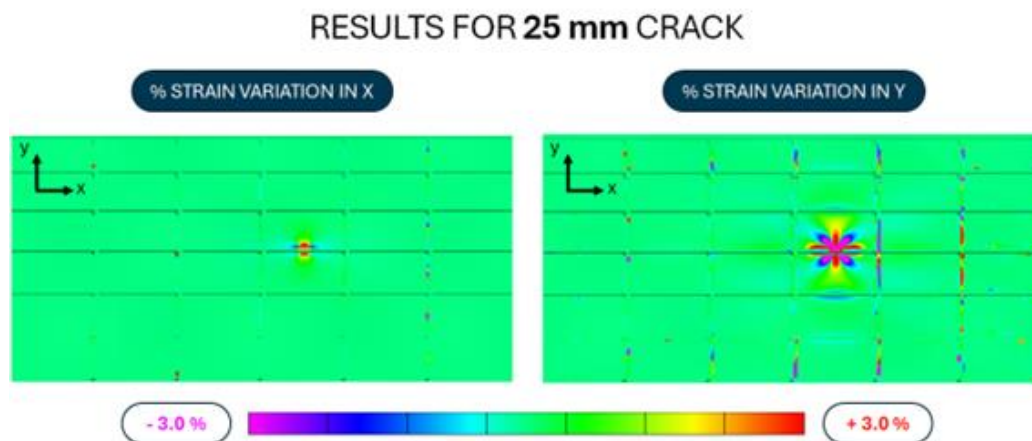 RESULTS FOR 25 mm CRACK
% STRAIN VARIATION IN X
% STRAIN VARIATION IN Y
y
x
y
x
- 3.0 %
+ 3.0 %